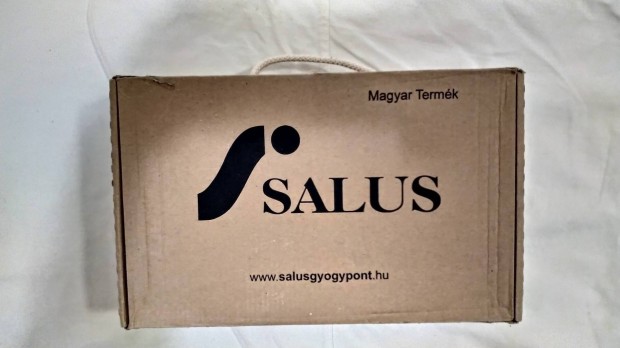 Magyar Termék
SALUS
www.salusgyogypont.hu